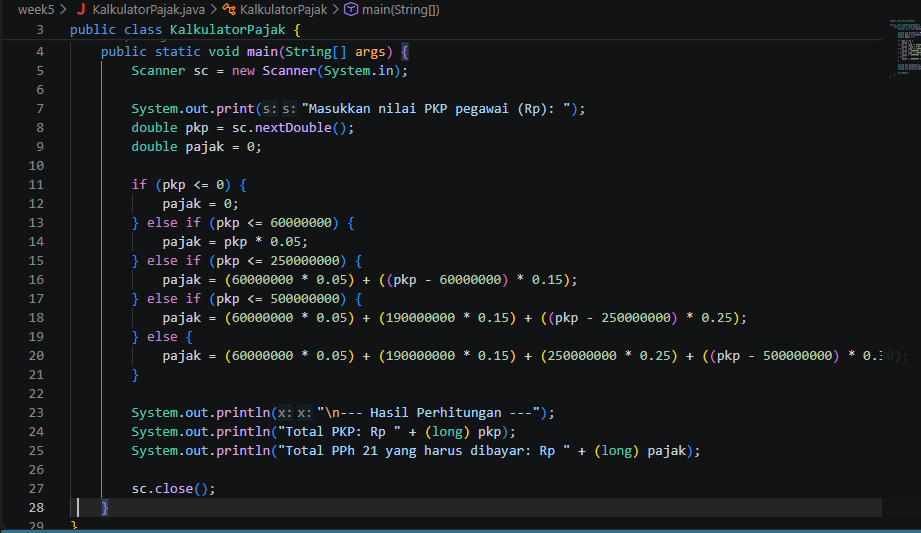 week5 > J KalkulatorPajak.java > KalkulatorPajak > main(String[])
3 public class KalkulatorPajak {
4 public static void main(String[] args) {
5 Scanner sc = new Scanner(System.in);
6
7 System.out.print(s: s: "Masukkan nilai PKP pegawai (Rp): ");
8 double pkp = sc.nextDouble();
9 double pajak = 0;
10
11 if (pkp <= 0) {
12 pajak = 0;
13 } else if (pkp <= 60000000) {
14 pajak = pkp * 0.05;
15 } else if (pkp <= 250000000) {
16 pajak = (60000000 * 0.05) + ((pkp - 60000000) * 0.15);
17 } else if (pkp <= 500000000) {
18 pajak = (60000000 * 0.05) + (190000000 * 0.15) + ((pkp - 250000000) * 0.25);
19 } else {
20 pajak = (60000000 * 0.05) + (190000000 * 0.15) + (250000000 * 0.25) + ((pkp - 500000000) * 0.30);
21 }
22
23 System.out.println(x: x: "\n--- Hasil Perhitungan ---");
24 System.out.println("Total PKP: Rp " + (long) pkp);
25 System.out.println("Total PPh 21 yang harus dibayar: Rp " + (long) pajak);
26
27 sc.close();
28 }
29 }